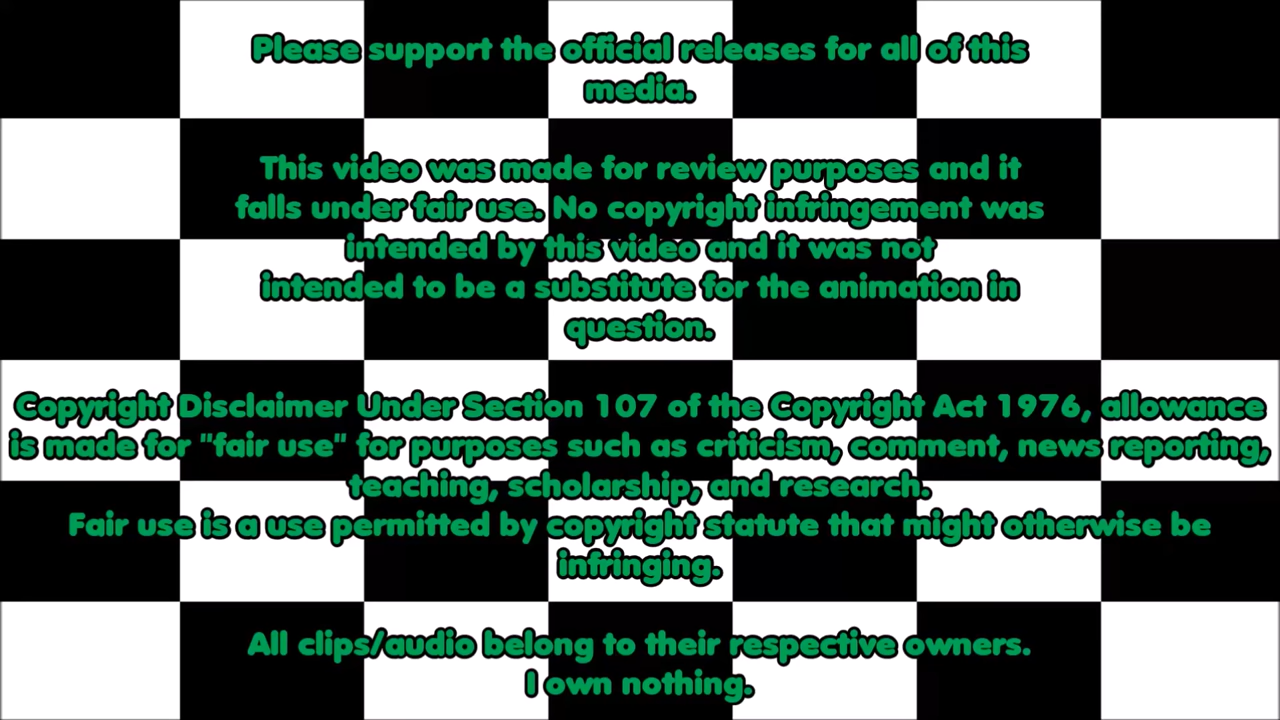 Please support the official releases for all of this
media.
This video was made for review purposes and it
falls under fair use. No copyright infringement was
intended by this video and it was not
intended to be a substitute for the animation in
question.
Copyright Disclaimer Under Section 107 of the Copyright Act 1976, allowance
is made for "fair use" for purposes such as criticism, comment, news reporting,
teaching, scholarship, and research.
Fair use is a use permitted by copyright statute that might otherwise be
infringing.
All clips/audio belong to their respective owners.
I own nothing.